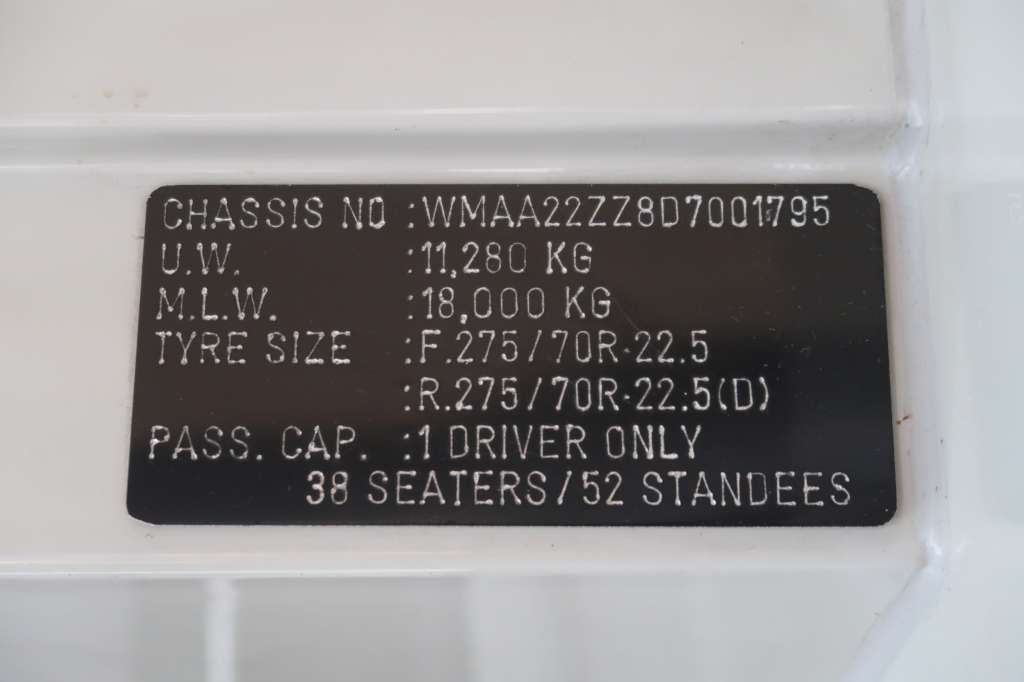 CHASSIS NO :WMAA22ZZ8D7001795
U.W. :11,280 KG
M.L.W. :18,000 KG
TYRE SIZE :F.275/70R-22.5
:R.275/70R-22.5(D)
PASS. CAP. :1 DRIVER ONLY
38 SEATERS/52 STANDEES